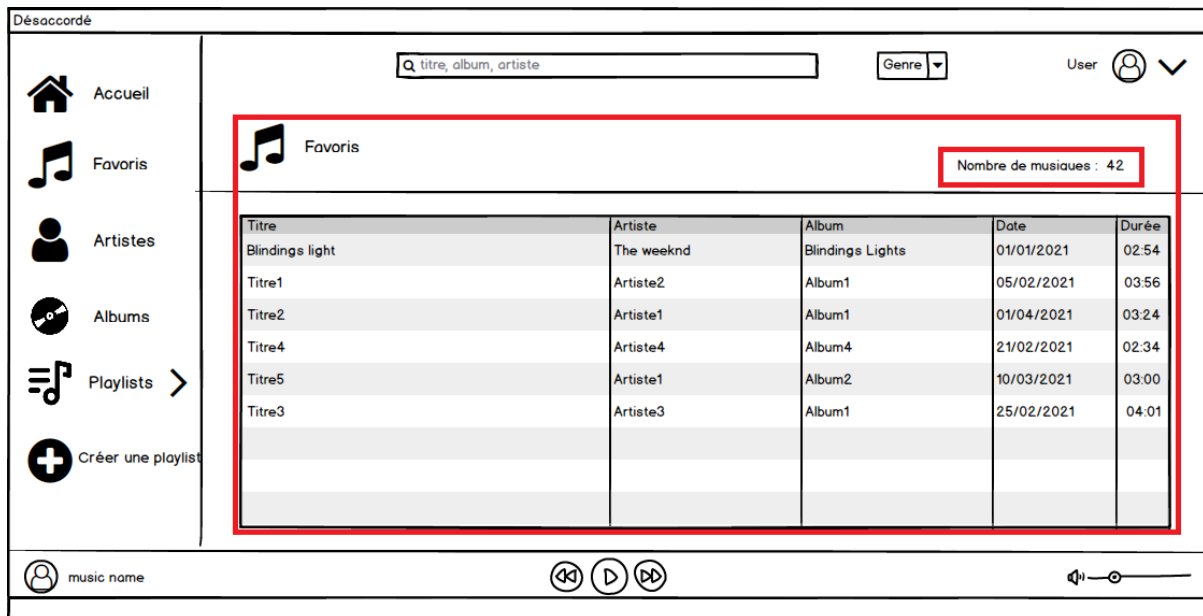 Désaccordé
titre, album, artiste
Genre
User
Accueil
Favoris
Artistes
Albums
Playlists
Créer une playlist
Favoris
Nombre de musiques : 42
Titre Artiste Album Date Durée
Blindings light The weeknd Blindings Lights 01/01/2021 02:54
Titre1 Artiste2 Album1 05/02/2021 03:56
Titre2 Artiste1 Album1 01/04/2021 03:24
Titre4 Artiste4 Album4 21/02/2021 02:34
Titre5 Artiste1 Album2 10/03/2021 03:00
Titre3 Artiste3 Album1 25/02/2021 04:01
music name